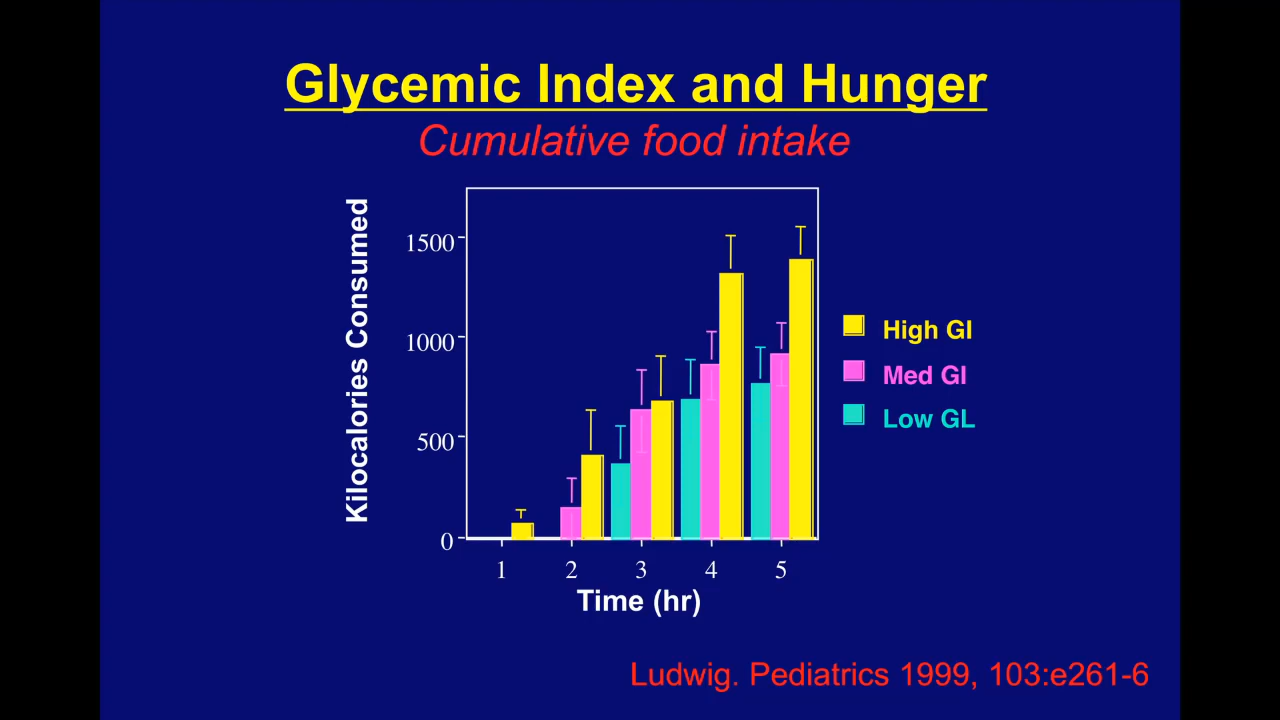 Glycemic Index and Hunger
Cumulative food intake
Kilocalories Consumed
1500
1000
500
0
1 2 3 4 5
Time (hr)
High GI
Med GI
Low GL
Ludwig. Pediatrics 1999, 103:e261-6